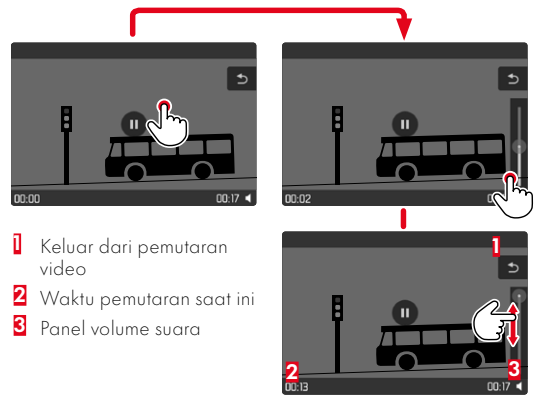 00:00
00:17
00:02
0
1 Keluar dari pemutaran
video
2 Waktu pemutaran saat ini
3 Panel volume suara
1
2
3
00:13
00:17